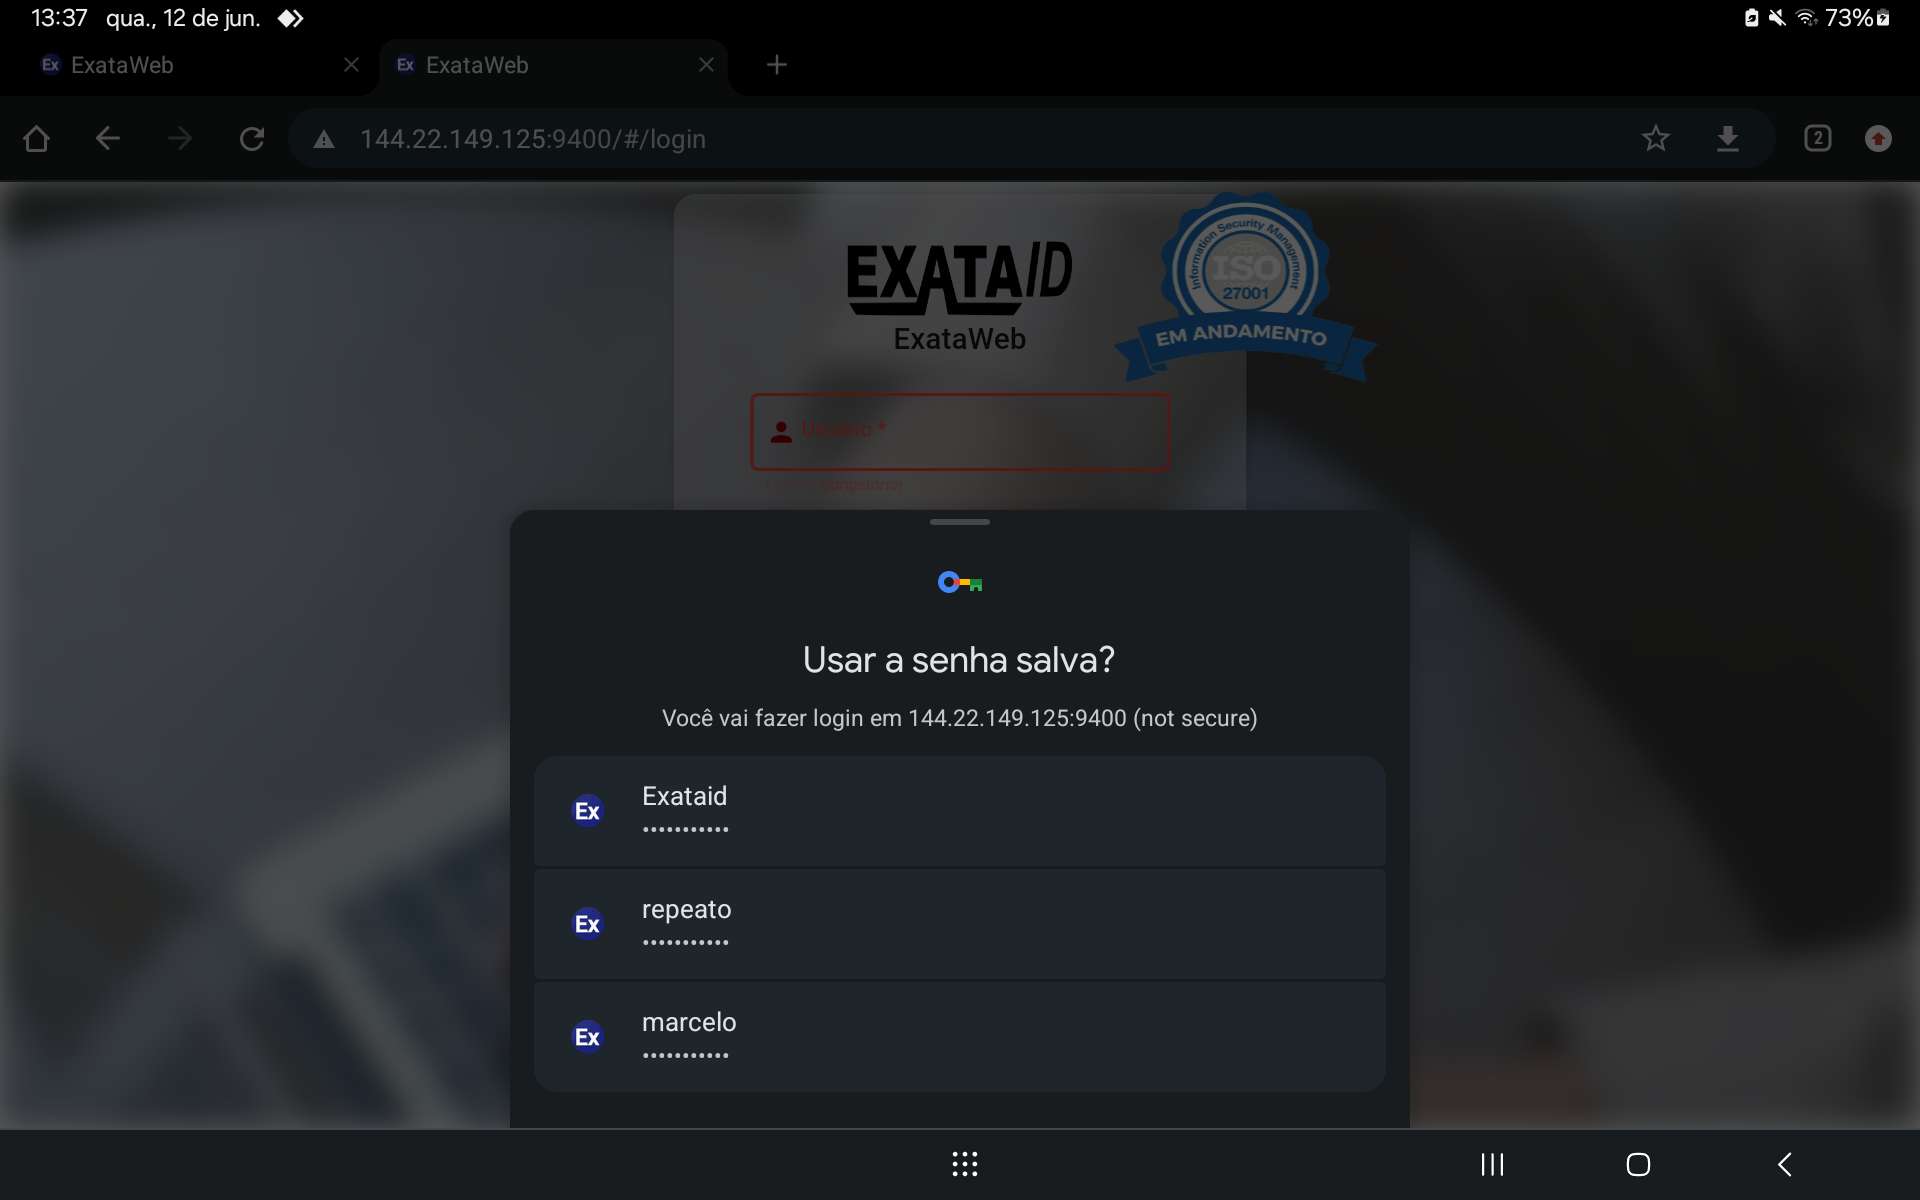 13:37 qua., 12 de jun.
73%
Ex ExataWeb
Ex ExataWeb
144.22.149.125:9400/#/login
2
EXATAID
ExataWeb
Information Security Management
ISO
27001
EM ANDAMENTO
Usuário *
Usar a senha salva?
Você vai fazer login em 144.22.149.125:9400 (not secure)
Ex Exataid
•••••••••••
Ex repeato
•••••••••••
Ex marcelo
•••••••••••